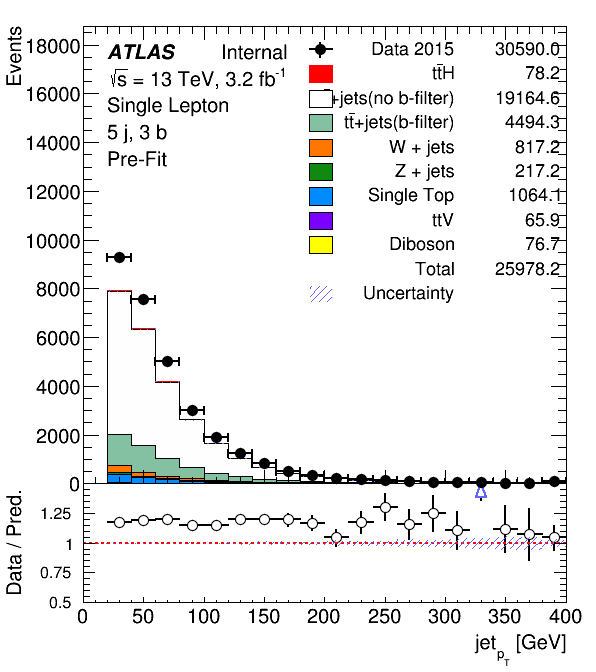 Events
18000
16000
14000
12000
10000
8000
6000
4000
2000
0
ATLAS Internal
√s = 13 TeV, 3.2 fb⁻¹
Single Lepton
5 j, 3 b
Pre-Fit
Data 2015 30590.0
tt̄H 78.2
+jets(no b-filter) 19164.6
tt̄+jets(b-filter) 4494.3
W + jets 817.2
Z + jets 217.2
Single Top 1064.1
ttV 65.9
Diboson 76.7
Total 25978.2
Uncertainty
Data / Pred.
1.25
1
0.75
0.5
0 50 100 150 200 250 300 350 400
jet_{p_T} [GeV]